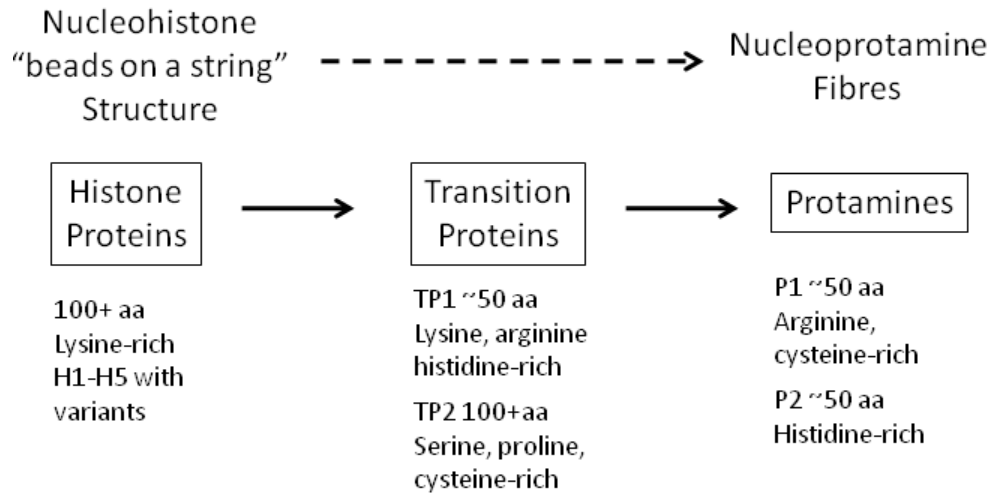 Nucleohistone
“beads on a string”
Structure
Nucleoprotamine
Fibres
Histone
Proteins
Transition
Proteins
Protamines
100+ aa
Lysine-rich
H1-H5 with
variants
TP1 ~50 aa
Lysine, arginine
histidine-rich
TP2 100+aa
Serine, proline,
cysteine-rich
P1 ~50 aa
Arginine,
cysteine-rich
P2 ~50 aa
Histidine-rich